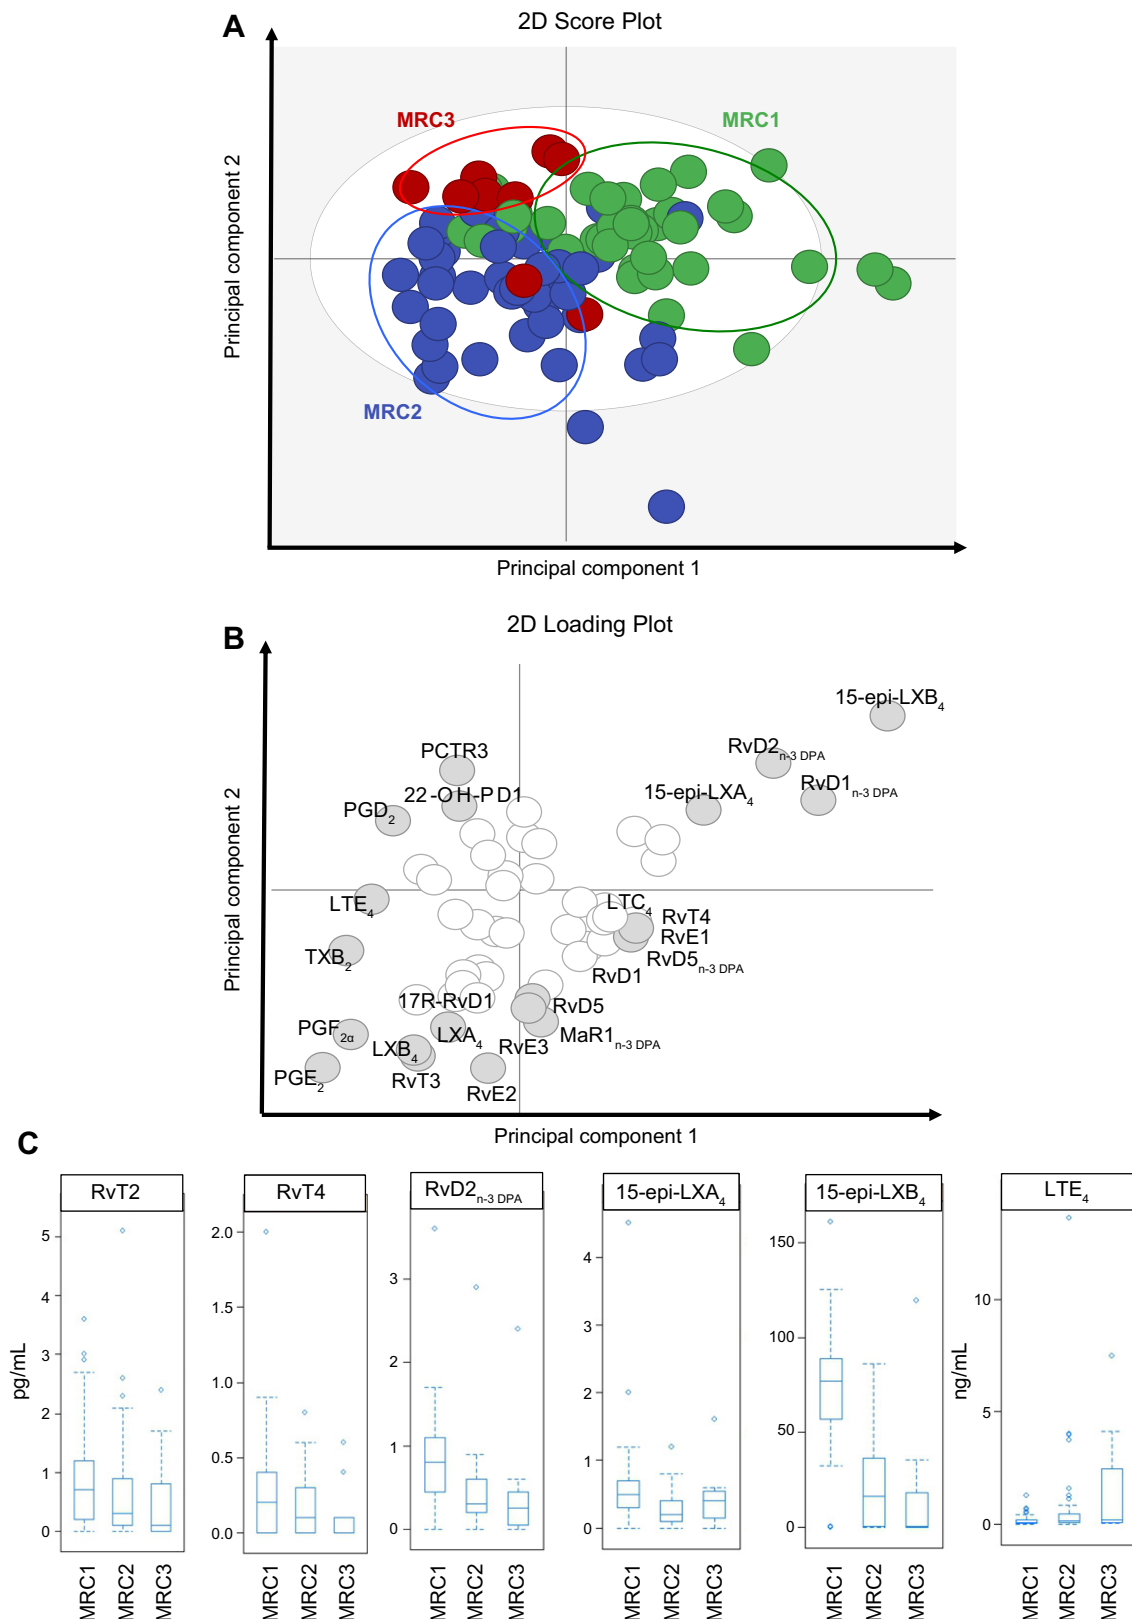 A
2D Score Plot
MRC3
MRC1
MRC2
Principal component 2
Principal component 1
B
2D Loading Plot
15-epi-LXB4
RvD2n-3 DPA
PCTR3
RvD1n-3 DPA
22-OH-PD1
15-epi-LXA4
PGD2
LTE4
LTC4
RvT4
RvE1
TXB2
RvD5n-3 DPA
RvD1
17R-RvD1
RvD5
PGF2α
LXA4
MaR1n-3 DPA
LXB4
RvE3
PGE2
RvT3
RvE2
Principal component 2
Principal component 1
C
RvT2
RvT4
RvD2n-3 DPA
15-epi-LXA4
15-epi-LXB4
LTE4
pg/mL
5
4
3
2
1
0
2.0
1.5
1.0
0.5
0.0
3
2
1
0
4
3
2
1
0
150
100
50
0
ng/mL
10
5
0
MRC1 MRC2 MRC3
MRC1 MRC2 MRC3
MRC1 MRC2 MRC3
MRC1 MRC2 MRC3
MRC1 MRC2 MRC3
MRC1 MRC2 MRC3